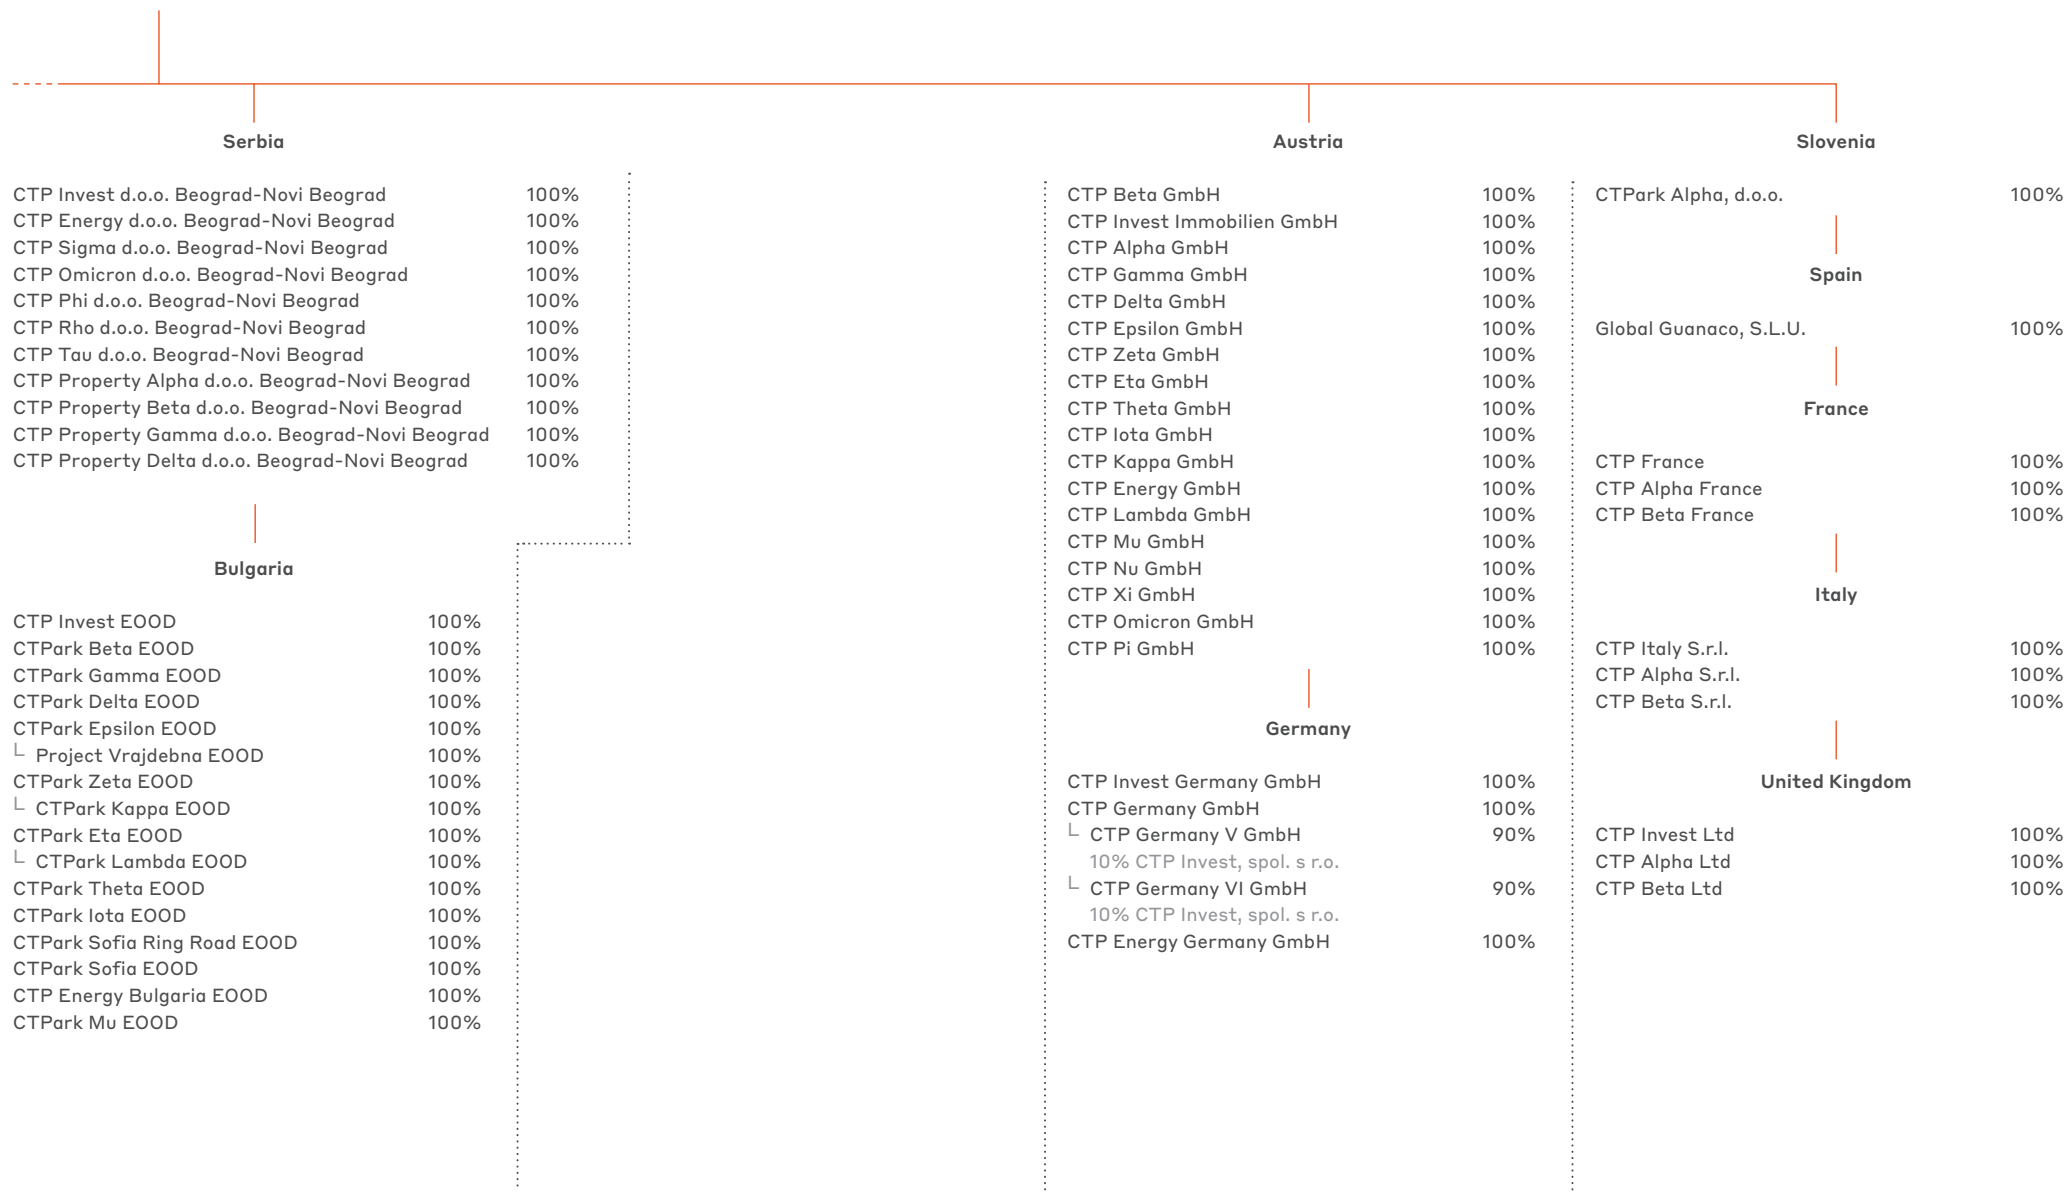 Serbia
CTP Invest d.o.o. Beograd-Novi Beograd 100%
CTP Energy d.o.o. Beograd-Novi Beograd 100%
CTP Sigma d.o.o. Beograd-Novi Beograd 100%
CTP Omicron d.o.o. Beograd-Novi Beograd 100%
CTP Phi d.o.o. Beograd-Novi Beograd 100%
CTP Rho d.o.o. Beograd-Novi Beograd 100%
CTP Tau d.o.o. Beograd-Novi Beograd 100%
CTP Property Alpha d.o.o. Beograd-Novi Beograd 100%
CTP Property Beta d.o.o. Beograd-Novi Beograd 100%
CTP Property Gamma d.o.o. Beograd-Novi Beograd 100%
CTP Property Delta d.o.o. Beograd-Novi Beograd 100%
Bulgaria
CTP Invest EOOD 100%
CTPark Beta EOOD 100%
CTPark Gamma EOOD 100%
CTPark Delta EOOD 100%
CTPark Epsilon EOOD 100%
Project Vrajdebna EOOD 100%
CTPark Zeta EOOD 100%
CTPark Kappa EOOD 100%
CTPark Eta EOOD 100%
CTPark Lambda EOOD 100%
CTPark Theta EOOD 100%
CTPark Iota EOOD 100%
CTPark Sofia Ring Road EOOD 100%
CTPark Sofia EOOD 100%
CTP Energy Bulgaria EOOD 100%
CTPark Mu EOOD 100%
Austria
CTP Beta GmbH 100%
CTP Invest Immobilien GmbH 100%
CTP Alpha GmbH 100%
CTP Gamma GmbH 100%
CTP Delta GmbH 100%
CTP Epsilon GmbH 100%
CTP Zeta GmbH 100%
CTP Eta GmbH 100%
CTP Theta GmbH 100%
CTP Iota GmbH 100%
CTP Kappa GmbH 100%
CTP Energy GmbH 100%
CTP Lambda GmbH 100%
CTP Mu GmbH 100%
CTP Nu GmbH 100%
CTP Xi GmbH 100%
CTP Omicron GmbH 100%
CTP Pi GmbH 100%
Germany
CTP Invest Germany GmbH 100%
CTP Germany GmbH 100%
CTP Germany V GmbH 90%
10% CTP Invest, spol. s r.o.
CTP Germany VI GmbH 90%
10% CTP Invest, spol. s r.o.
CTP Energy Germany GmbH 100%
Slovenia
CTPark Alpha, d.o.o. 100%
Spain
Global Guanaco, S.L.U. 100%
France
CTP France 100%
CTP Alpha France 100%
CTP Beta France 100%
Italy
CTP Italy S.r.l. 100%
CTP Alpha S.r.l. 100%
CTP Beta S.r.l. 100%
United Kingdom
CTP Invest Ltd 100%
CTP Alpha Ltd 100%
CTP Beta Ltd 100%